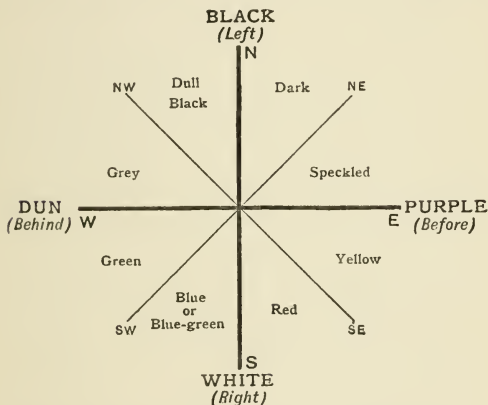 BLACK
(Left)
N
NW
Dull
Black
Dark
NE
Grey
Speckled
DUN
(Behind)
W
E
PURPLE
(Before)
Green
Yellow
Blue
or
Blue-green
Red
SW
SE
S
WHITE
(Right)